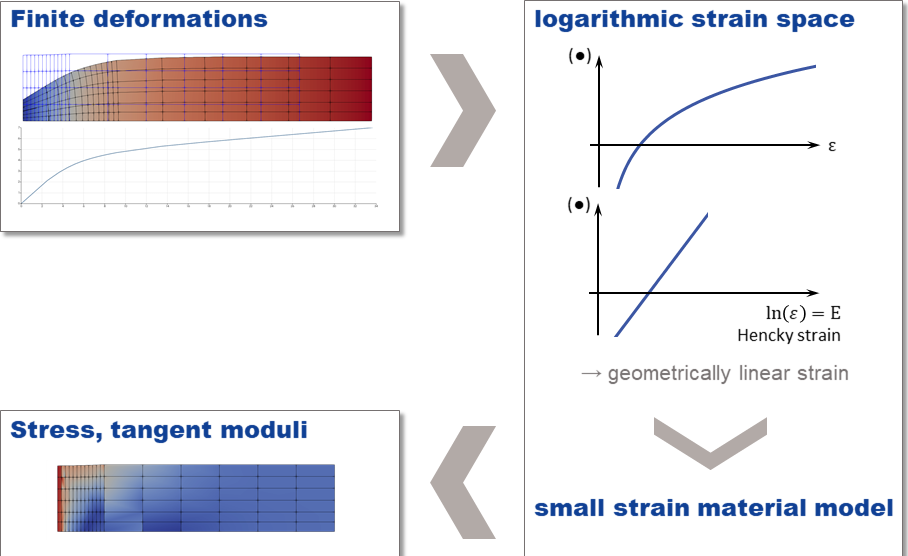 Finite deformations
logarithmic strain space
(●)
ε
(●)
ln(ε) = E
Hencky strain
→ geometrically linear strain
small strain material model
Stress, tangent moduli